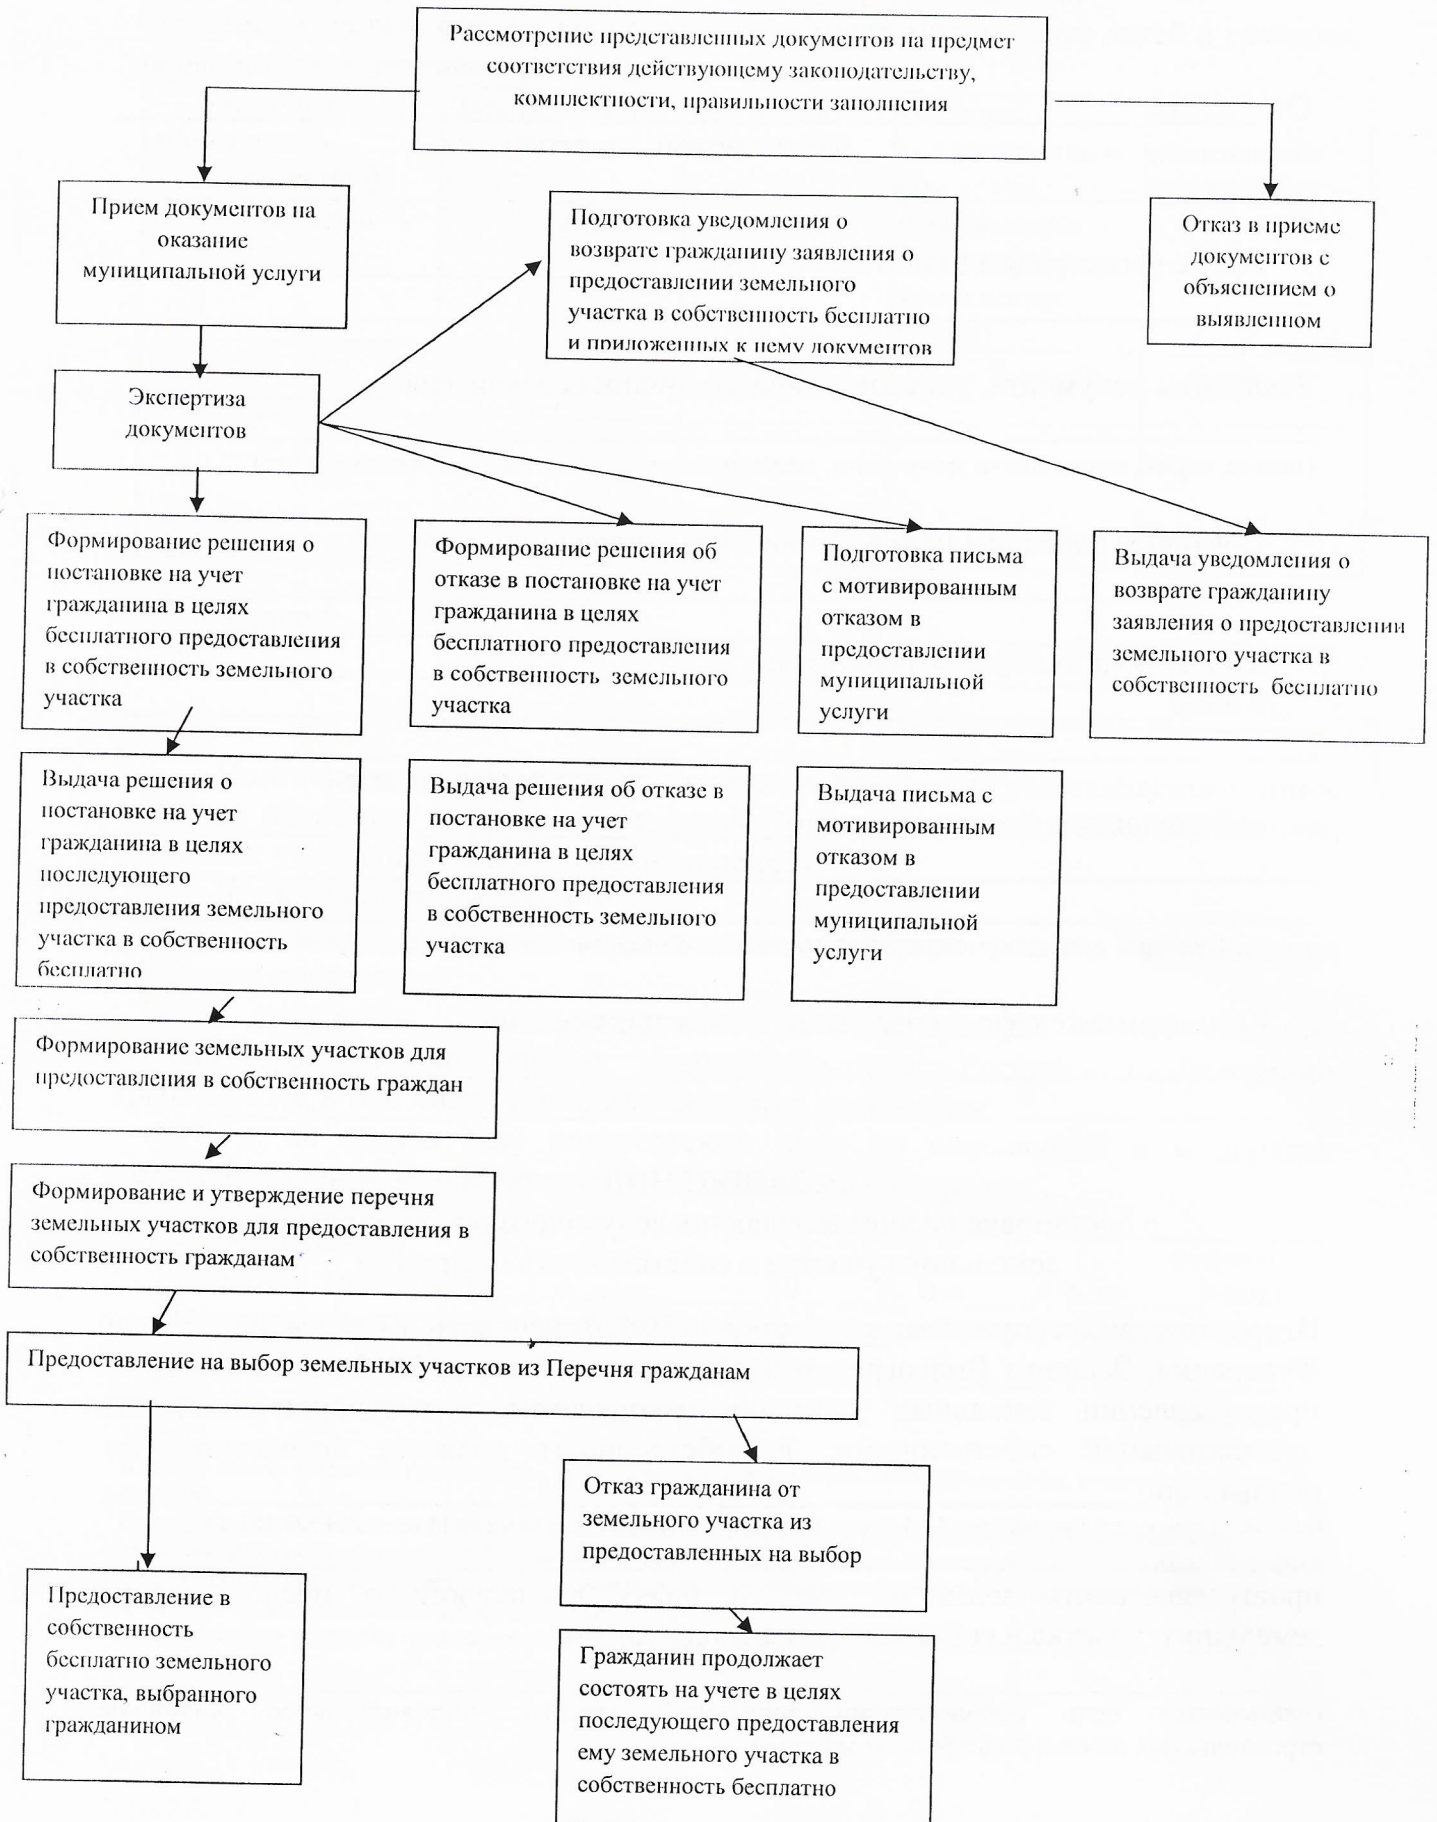 Рассмотрение представленных документов на предмет
соответствия действующему законодательству,
комплектности, правильности заполнения
Прием документов на
оказание
муниципальной услуги
Подготовка уведомления о
возврате гражданину заявления о
предоставлении земельного
участка в собственность бесплатно
и приложенных к нему документов
Отказ в приеме
документов с
объяснением о
выявленном
Экспертиза
документов
Формирование решения о
постановке на учет
гражданина в целях
бесплатного предоставления
в собственность земельного
участка
Формирование решения об
отказе в постановке на учет
гражданина в целях
бесплатного предоставления
в собственность земельного
участка
Подготовка письма
с мотивированным
отказом в
предоставлении
муниципальной
услуги
Выдача уведомления о
возврате гражданину
заявления о предоставлении
земельного участка в
собственность бесплатно
Выдача решения о
постановке на учет
гражданина в целях
последующего
предоставления земельного
участка в собственность
бесплатно
Выдача решения об отказе в
постановке на учет
гражданина в целях
бесплатного предоставления
в собственность земельного
участка
Выдача письма с
мотивированным
отказом в
предоставлении
муниципальной
услуги
Формирование земельных участков для
предоставления в собственность граждан
Формирование и утверждение перечня
земельных участков для предоставления в
собственность гражданам
Предоставление на выбор земельных участков из Перечня гражданам
Отказ гражданина от
земельного участка из
предоставленных на выбор
Предоставление в
собственность
бесплатно земельного
участка, выбранного
гражданином
Гражданин продолжает
состоять на учете в целях
последующего предоставления
ему земельного участка в
собственность бесплатно